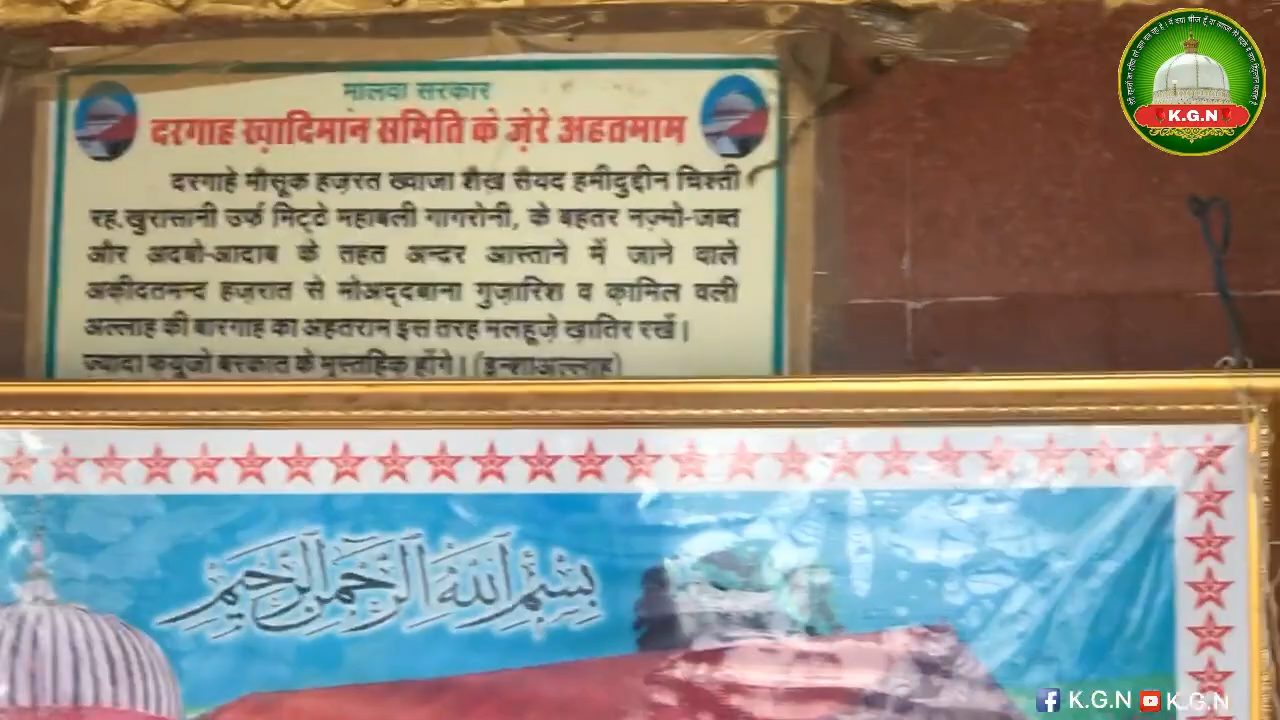 मालवा सरकार
दरगाह ख़ादिमान समिति के ज़ेरे अहतमाम
दरगाहे मौसूक हज़रत ख्वाजा शैख़ सैयद हमीदुद्दीन चिश्ती
रह.खुरासानी उर्फ मिट्टे महाबली गागरोनी, के बहतर नज़्मो-जब्त
और अदबो-आदाब के तहत अन्दर आस्ताने में जाने वाले
अक़ीदतमन्द हज़रात से मोअद्दबाना गुज़ारिश व क़ामिल वली
अल्लाह की बारगाह का अहतराम इस तरह मलहूज़े ख़ातिर रखें।
ज्यादा फयूजो बरकात के मुस्तहिक होंगे। (इन्शाअल्लाह)
بسم الله الرحمن الرحيم
K.G.N
K.G.N K.G.N